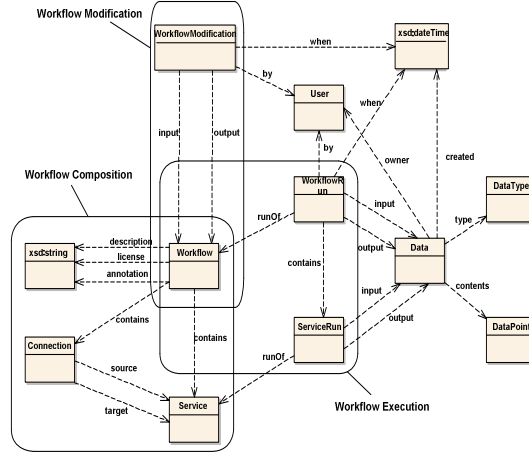 Workflow Modification
WorkflowModification
xsd:dateTime
when
by
User
when
input
output
by
owner
created
Workflow Composition
WorkflowR
un
input
DataType
runOf
type
description
xsd:string
license
Workflow
output
Data
annotation
contains
input
contents
contains
output
Connection
contains
ServiceRun
DataPoint
source
runOf
target
Service
Workflow Execution